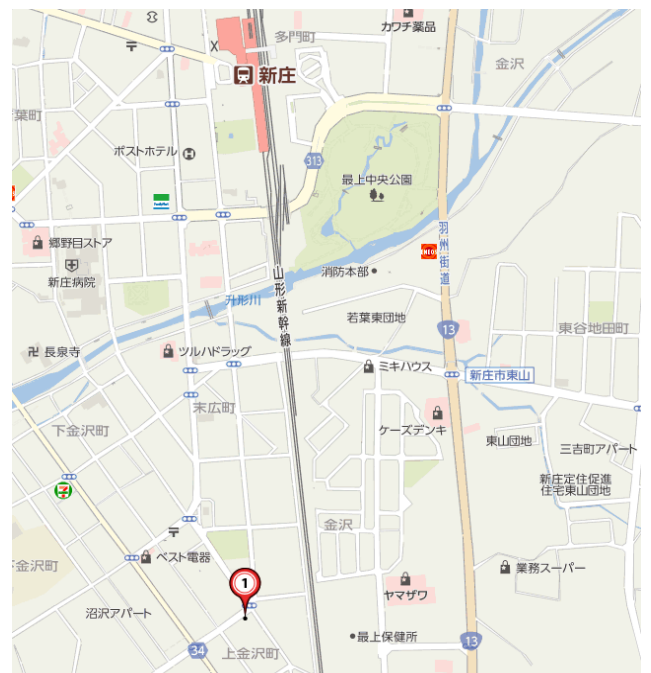 カワチ薬品
多門町
金沢
新庄
葉町
ポストホテル
313
最上中央公園
羽州街道
ENEOS
郷野目ストア
新庄病院
消防本部
山形新幹線
升形川
若葉東団地
13
東谷地田町
長泉寺
ツルハドラッグ
ミキハウス
新庄市東山
末広町
下金沢町
ケーズデンキ
東山団地
三吉町アパート
新庄定住促進
住宅東山団地
7
金沢
ベスト電器
下金沢町
業務スーパー
1
ヤマザワ
沼沢アパート
34
上金沢町
最上保健所
13